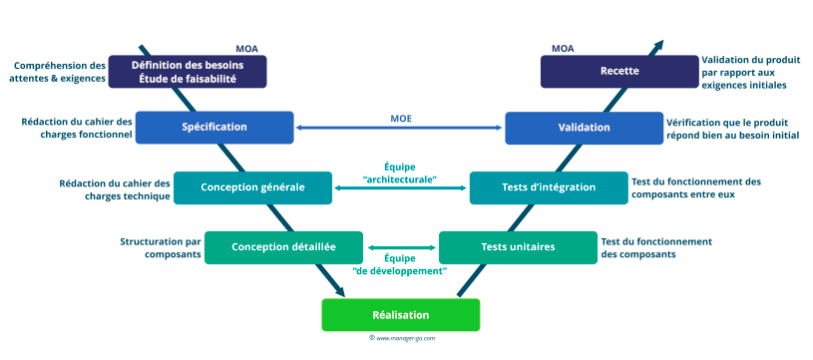 MOA
Compréhension des
attentes & exigences
Définition des besoins
Étude de faisabilité
MOA
Recette
Validation du produit
par rapport aux
exigences initiales
Rédaction du cahier des
charges fonctionnel
Spécification
MOE
Validation
Vérification que le produit
répond bien au besoin initial
Rédaction du cahier des
charges technique
Conception générale
Équipe
“architecturale”
Tests d’intégration
Test du fonctionnement des
composants entre eux
Structuration par
composants
Conception détaillée
Équipe
“de développement”
Tests unitaires
Test du fonctionnement
des composants
Réalisation
© www.manager-go.com